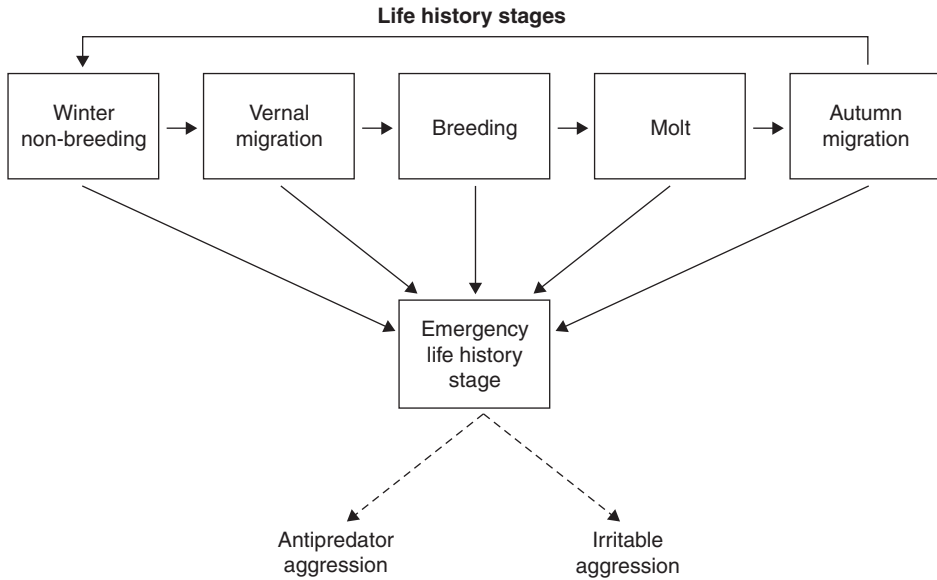 Life history stages
Winter
non-breeding
Vernal
migration
Breeding
Molt
Autumn
migration
Emergency
life history
stage
Antipredator
aggression
Irritable
aggression